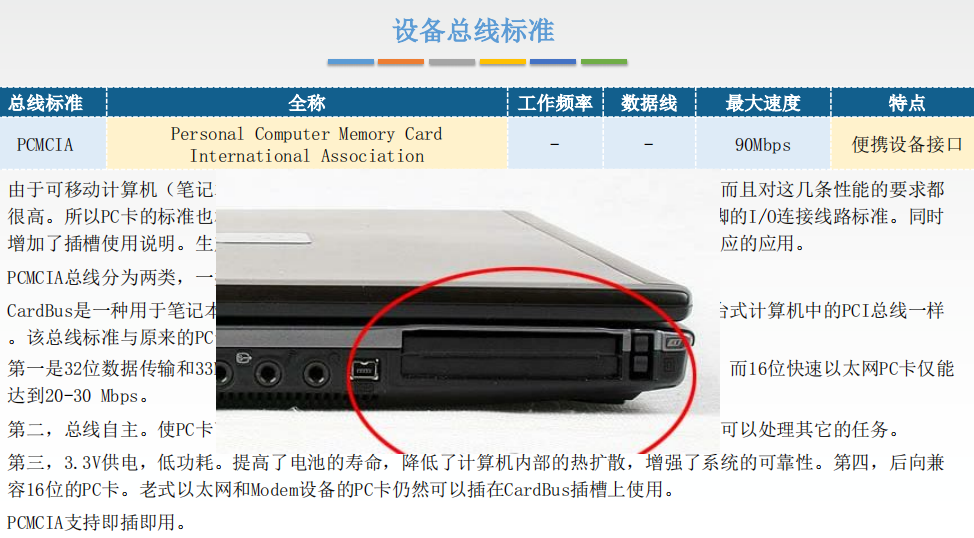 设备总线标准
总线标准 全称 工作频率 数据线 最大速度 特点
PCMCIA Personal Computer Memory Card International Association - - 90Mbps 便携设备接口
由于可移动计算机（笔记 而且对这几条性能的要求都
很高。所以PC卡的标准也 的I/O连接线路标准。同时
增加了插槽使用说明。生 应的应用。
PCMCIA总线分为两类，一
CardBus是一种用于笔记本 台式计算机中的PCI总线一样
。该总线标准与原来的PC
第一是32位数据传输和33 而16位快速以太网PC卡仅能
达到20-30 Mbps。
第二，总线自主。使PC卡 可以处理其它的任务。
第三，3.3V供电，低功耗。提高了电池的寿命，降低了计算机内部的热扩散，增强了系统的可靠性。第四，后向兼
容16位的PC卡。老式以太网和Modem设备的PC卡仍然可以插在CardBus插槽上使用。
PCMCIA支持即插即用。